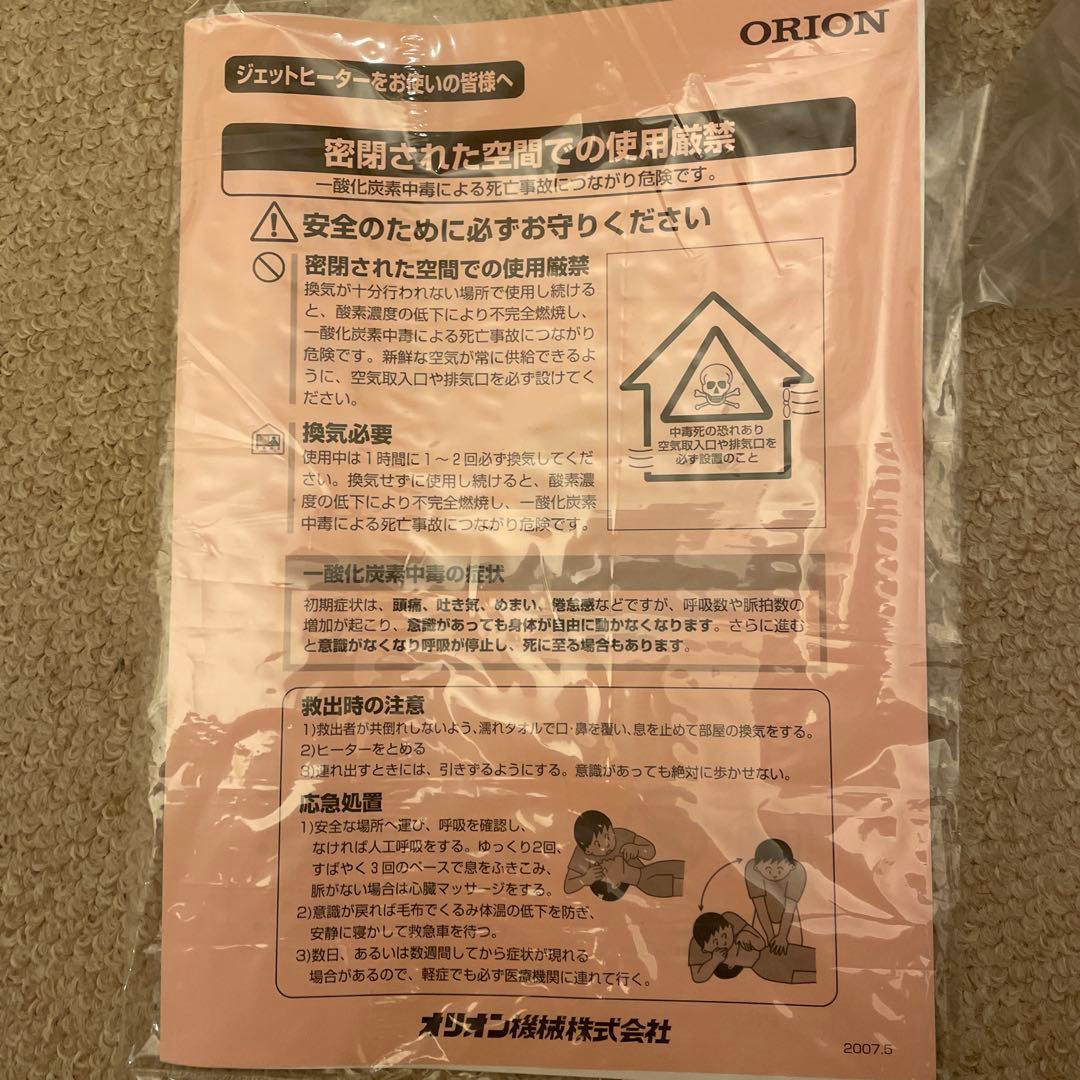 ORION
ジェットヒーターをお使いの皆様へ
密閉された空間での使用厳禁
一酸化炭素中毒による死亡事故につながり危険です。
安全のために必ずお守りください
密閉された空間での使用厳禁
換気が十分行われない場所で使用し続ける
と、酸素濃度の低下により不完全燃焼し、
一酸化炭素中毒による死亡事故につながり
危険です。新鮮な空気が常に供給できるよ
うに、空気取入口や排気口を必ず設けてく
ださい。
中毒死の恐れあり
空気取入口や排気口を
必ず設置のこと
換気必要
使用中は1時間に1～2回必ず換気してくだ
さい。換気せずに使用し続けると、酸素濃
度の低下により不完全燃焼し、一酸化炭素
中毒による死亡事故につながり危険です。
一酸化炭素中毒の症状
初期症状は、頭痛、吐き気、めまい、倦怠感などですが、呼吸数や脈拍数の
増加が起こり、意識があっても身体が自由に動かなくなります。さらに進む
と意識がなくなり呼吸が停止し、死に至る場合もあります。
救出時の注意
1)救出者が共倒れしないよう、濡れタオルで口・鼻を覆い、息を止めて部屋の換気をする。
2)ヒーターをとめる
3)連れ出すときには、引きずるようにする。意識があっても絶対に歩かせない。
応急処置
1)安全な場所へ運び、呼吸を確認し、
なければ人工呼吸をする。ゆっくり2回、
すばやく3回のペースで息をふきこみ、
脈がない場合は心臓マッサージをする。
2)意識が戻れば毛布でくるみ体温の低下を防ぎ、
安静に寝かして救急車を待つ。
3)数日、あるいは数週間してから症状が現れる
場合があるので、軽症でも必ず医療機関に連れて行く。
オリオン機械株式会社
2007.5